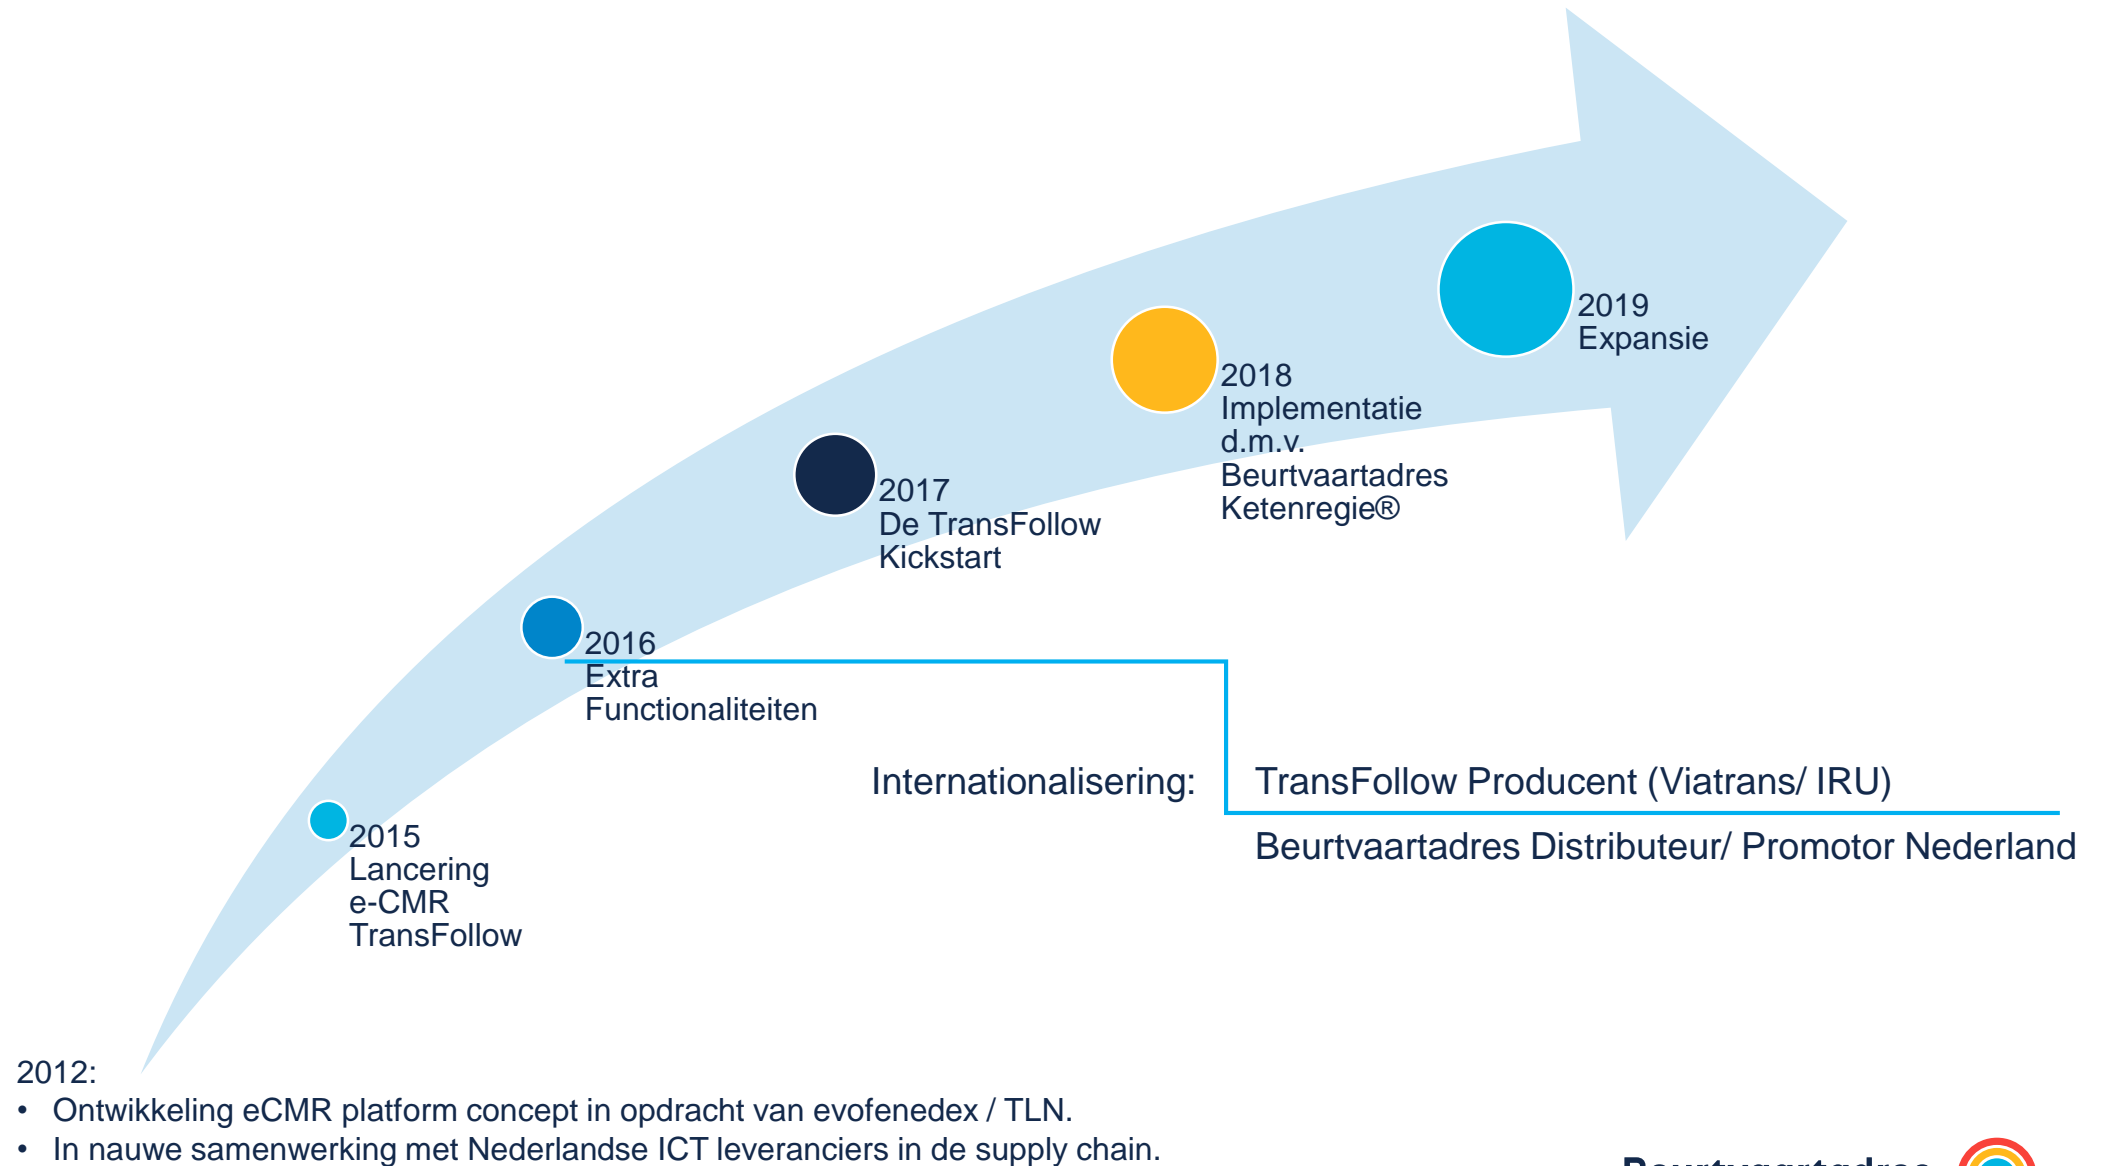 2019
Expansie
2018
Implementatie
d.m.v.
Beurtvaartadres
Ketenregie®
2017
De TransFollow
Kickstart
2016
Extra
Functionaliteiten
Internationalisering:
TransFollow Producent (Viatrans/ IRU)
Beurtvaartadres Distributeur/ Promotor Nederland
2015
Lancering
e-CMR
TransFollow
2012:
• Ontwikkeling eCMR platform concept in opdracht van evofenedex / TLN.
• In nauwe samenwerking met Nederlandse ICT leveranciers in de supply chain.
Beurtvaartadres